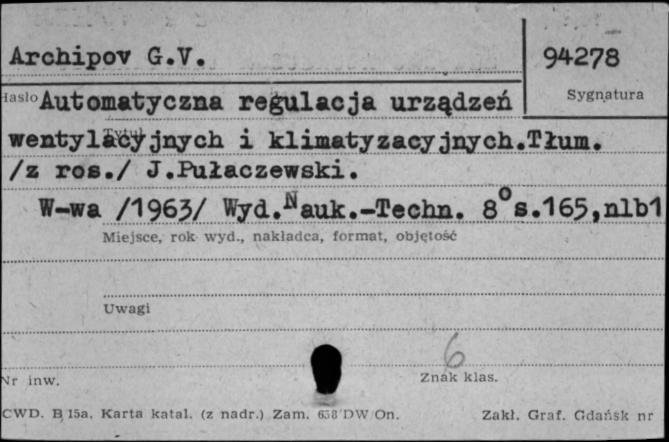 Archipov G.V.
94278
Hasło
Sygnatura
Automatyczna regulacja urządzeń
Tytuł
wentylacyjnych i klimatyzacyjnych.Tłum.
/z ros./ J.Pułaczewski.
W-wa /1963/ Wyd.Nauk.-Techn. 8° s.165,nlb1
Miejsce, rok wyd., nakładca, format, objętość
Uwagi
6
Nr inw.
Znak klas.
CWD. B 15a, Karta katal. (z nadr.) Zam. 658/DW/On.
Zakł. Graf. Gdańsk nr